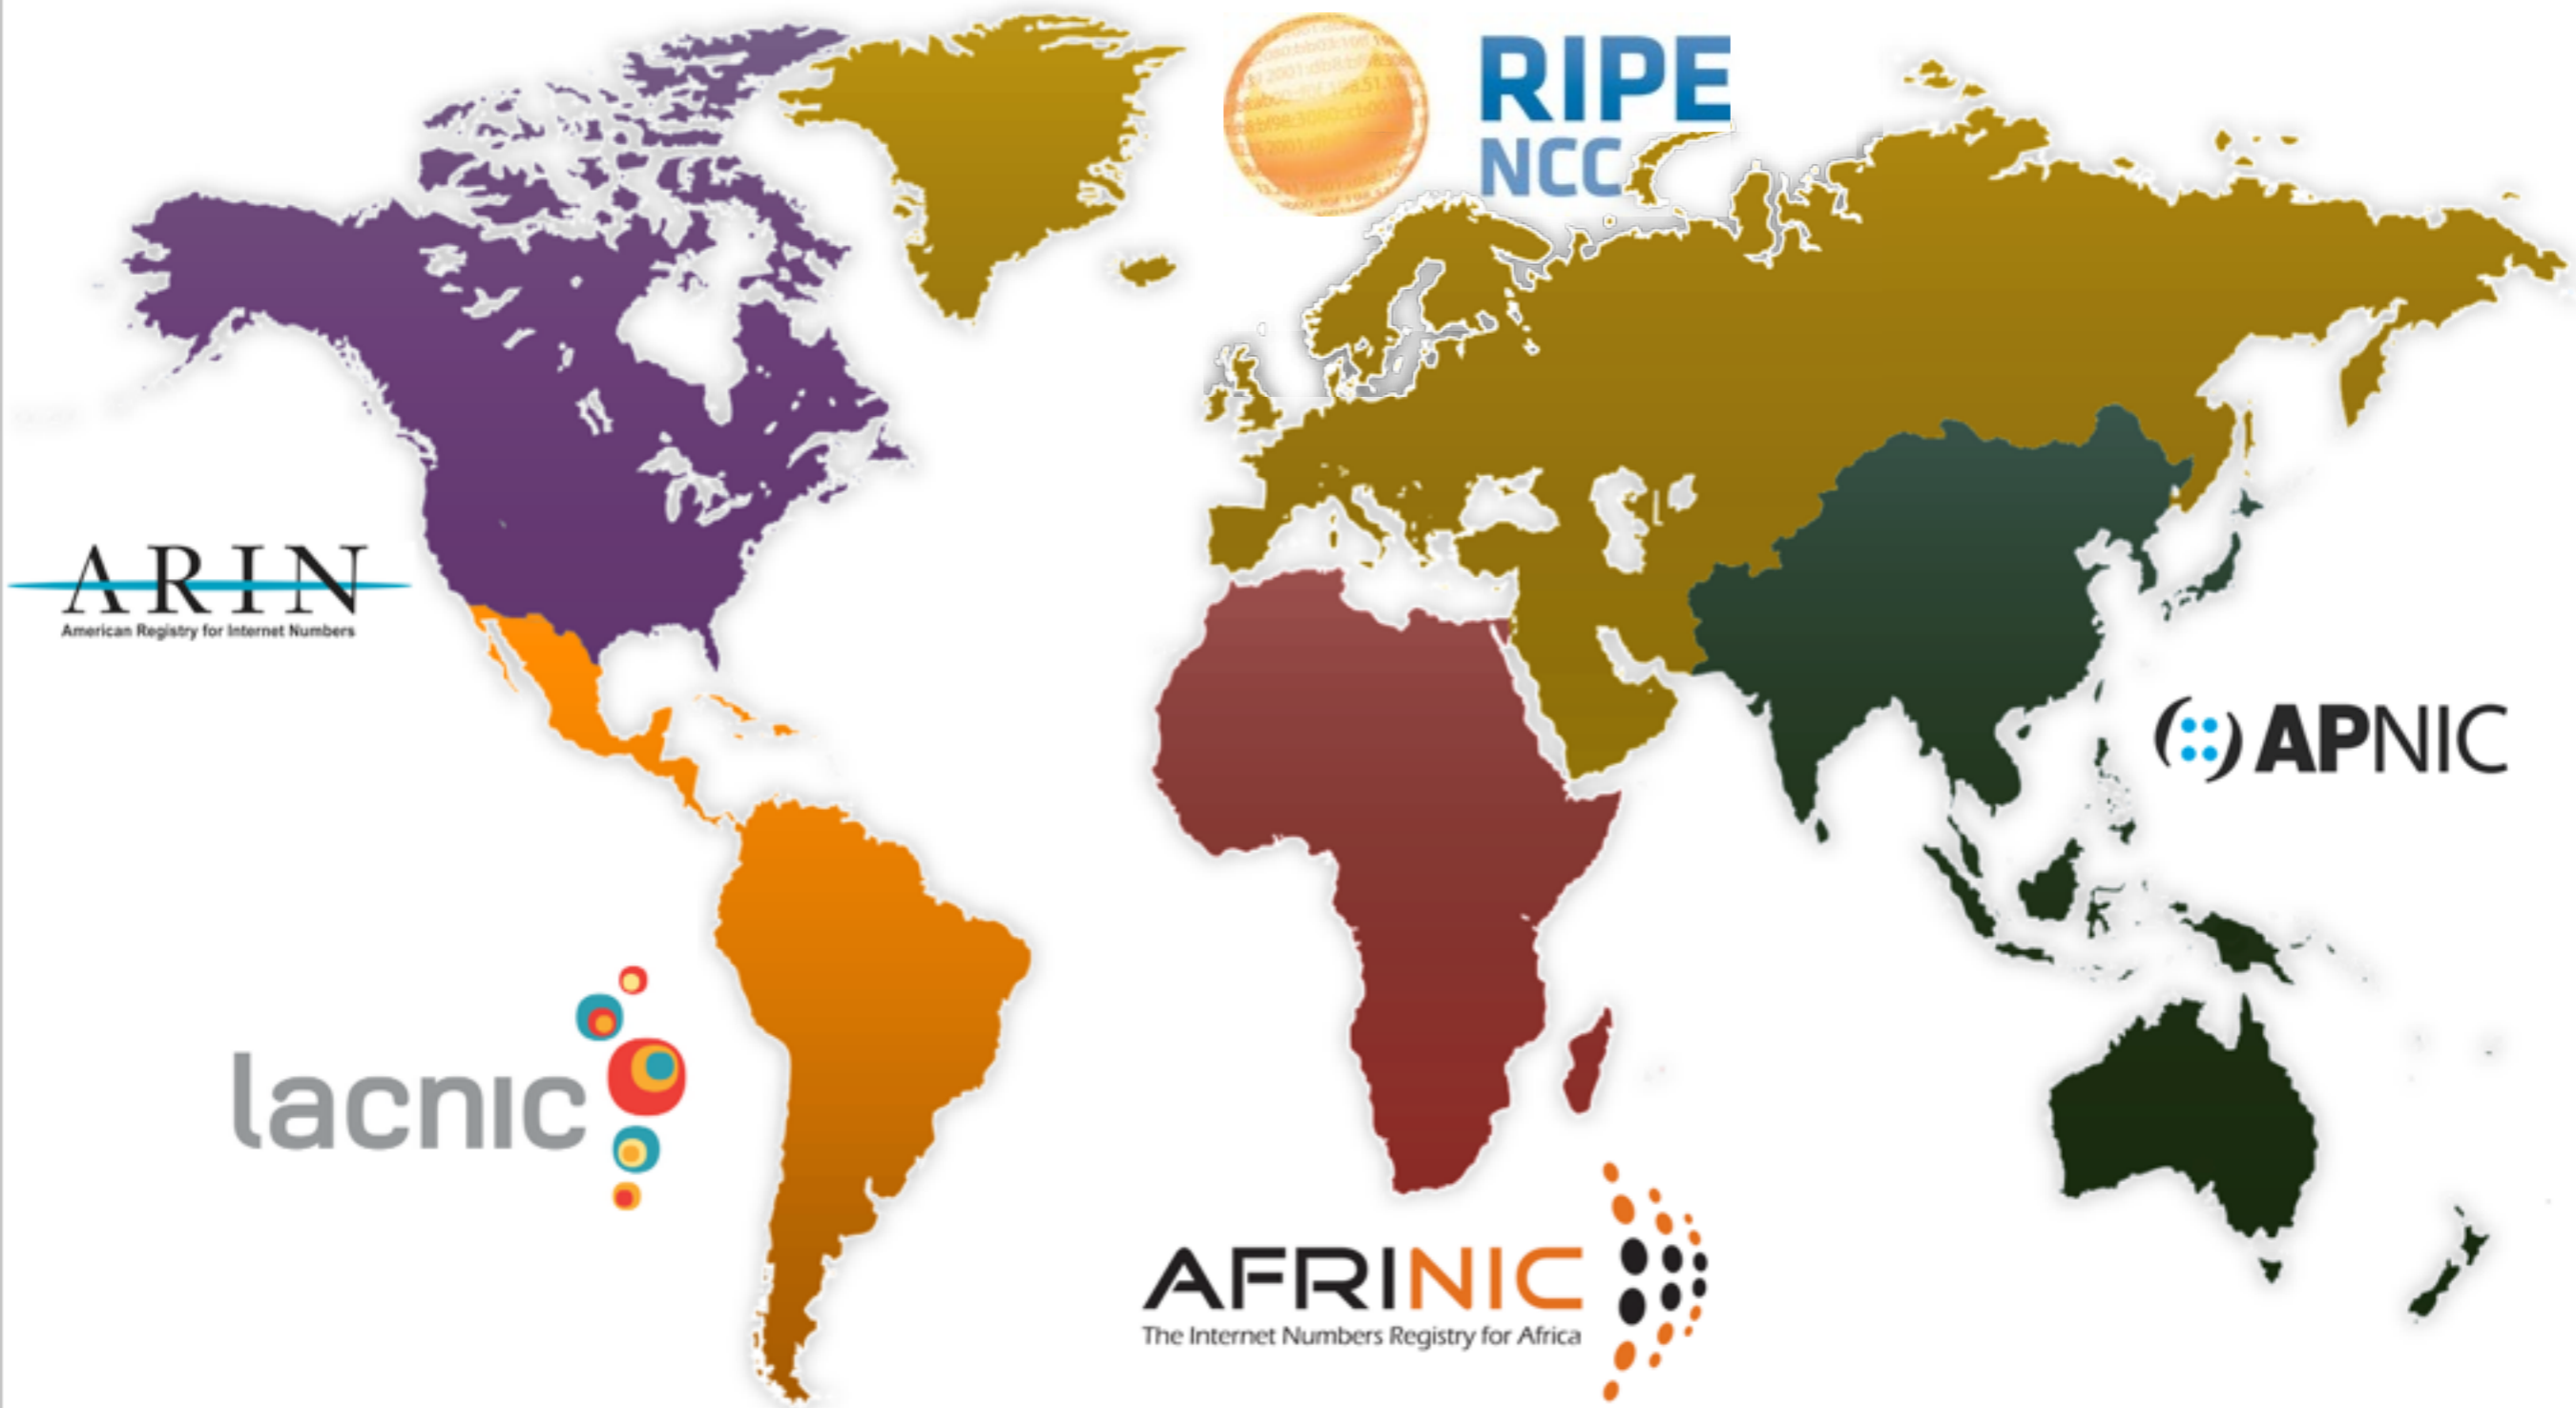 RIPE
NCC
ARIN
American Registry for Internet Numbers
APNIC
lacnic
AFRINIC
The Internet Numbers Registry for Africa